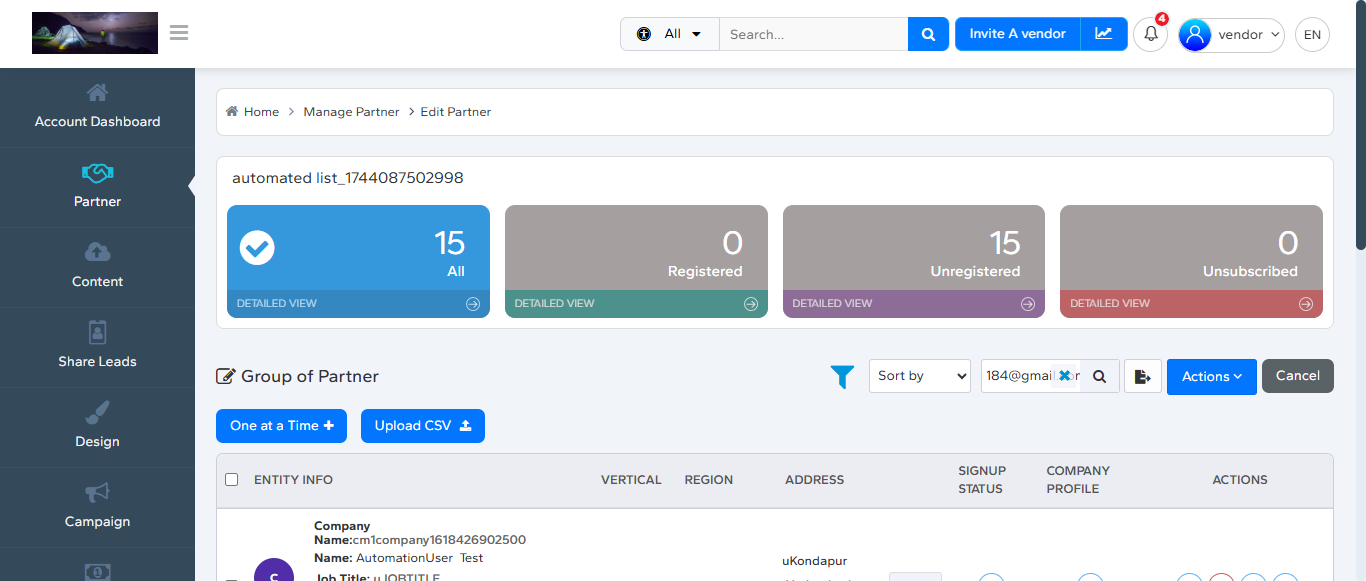 All
Search...
Invite A vendor
4
vendor
EN
Account Dashboard
Partner
Content
Share Leads
Design
Campaign
Home > Manage Partner > Edit Partner
automated list_1744087502998
15
All
DETAILED VIEW
0
Registered
DETAILED VIEW
15
Unregistered
DETAILED VIEW
0
Unsubscribed
DETAILED VIEW
Group of Partner
Sort by
184@gmai
Actions
Cancel
One at a Time
Upload CSV
ENTITY INFO
VERTICAL
REGION
ADDRESS
SIGNUP
STATUS
COMPANY
PROFILE
ACTIONS
Company
Name:cm1company1618426902500
Name: AutomationUser Test
Job Title: uJOBTITLE
C
uKondapur